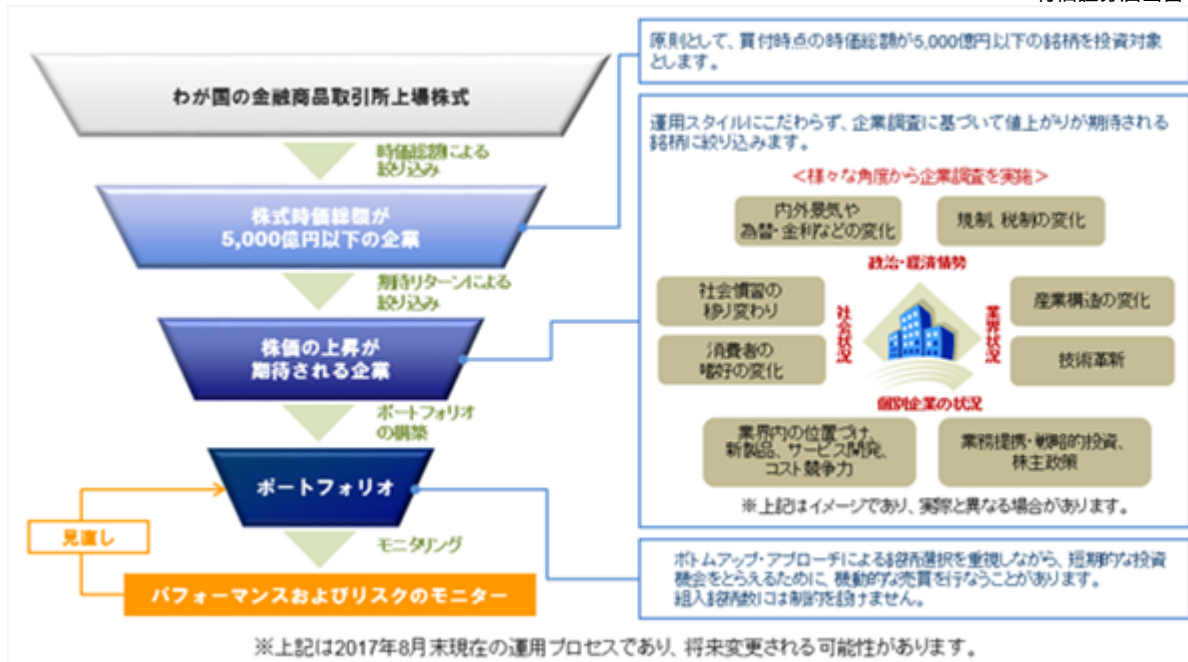 原則として、買付時点の時価総額が5,000億円以下の銘柄を投資対象
とします。
わが国の金融商品取引所上場株式
時価総額による
絞り込み
株式時価総額が
5,000億円以下の企業
期待リターンによる
絞り込み
株価の上昇が
期待される企業
ポートフォリオ
の構築
ポートフォリオ
見直し
モニタリング
パフォーマンスおよびリスクのモニター
運用スタイルにこだわらず、企業調査に基づいて値上がりが期待される
銘柄に絞り込みます。
<様々な角度から企業調査を実施>
内外景気や
為替・金利などの変化
規制、税制の変化
政治・経済情勢
社会慣習の
移り変わり
消費者の
嗜好の変化
社会状況
業界状況
産業構造の変化
技術革新
個別企業の状況
業界内の位置づけ、
新製品、サービス開発、
コスト競争力
業務提携・戦略的投資、
株主政策
※上記はイメージであり、実際と異なる場合があります。
ボトムアップ・アプローチによる銘柄選択を重視しながら、短期的な投資
機会をとらえるために、機動的な売買を行なうことがあります。
組入銘柄数には制約を設けません。
※上記は2017年8月末現在の運用プロセスであり、将来変更される可能性があります。